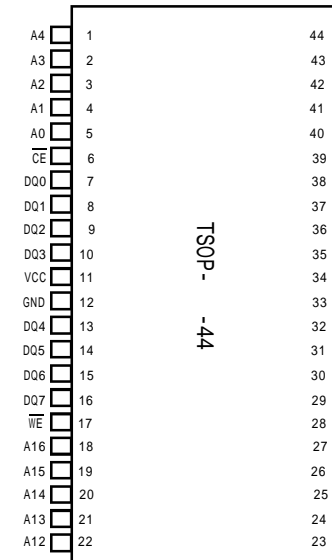 A4 1 44
A3 2 43
A2 3 42
A1 4 41
A0 5 40
CE 6 39
DQ0 7 38
DQ1 8 37
DQ2 9 36
DQ3 10 35
VCC 11 34
GND 12 33
DQ4 13 32
DQ5 14 31
DQ6 15 30
DQ7 16 29
WE 17 28
A16 18 27
A15 19 26
A14 20 25
A13 21 24
A12 22 23
TSOP- -44